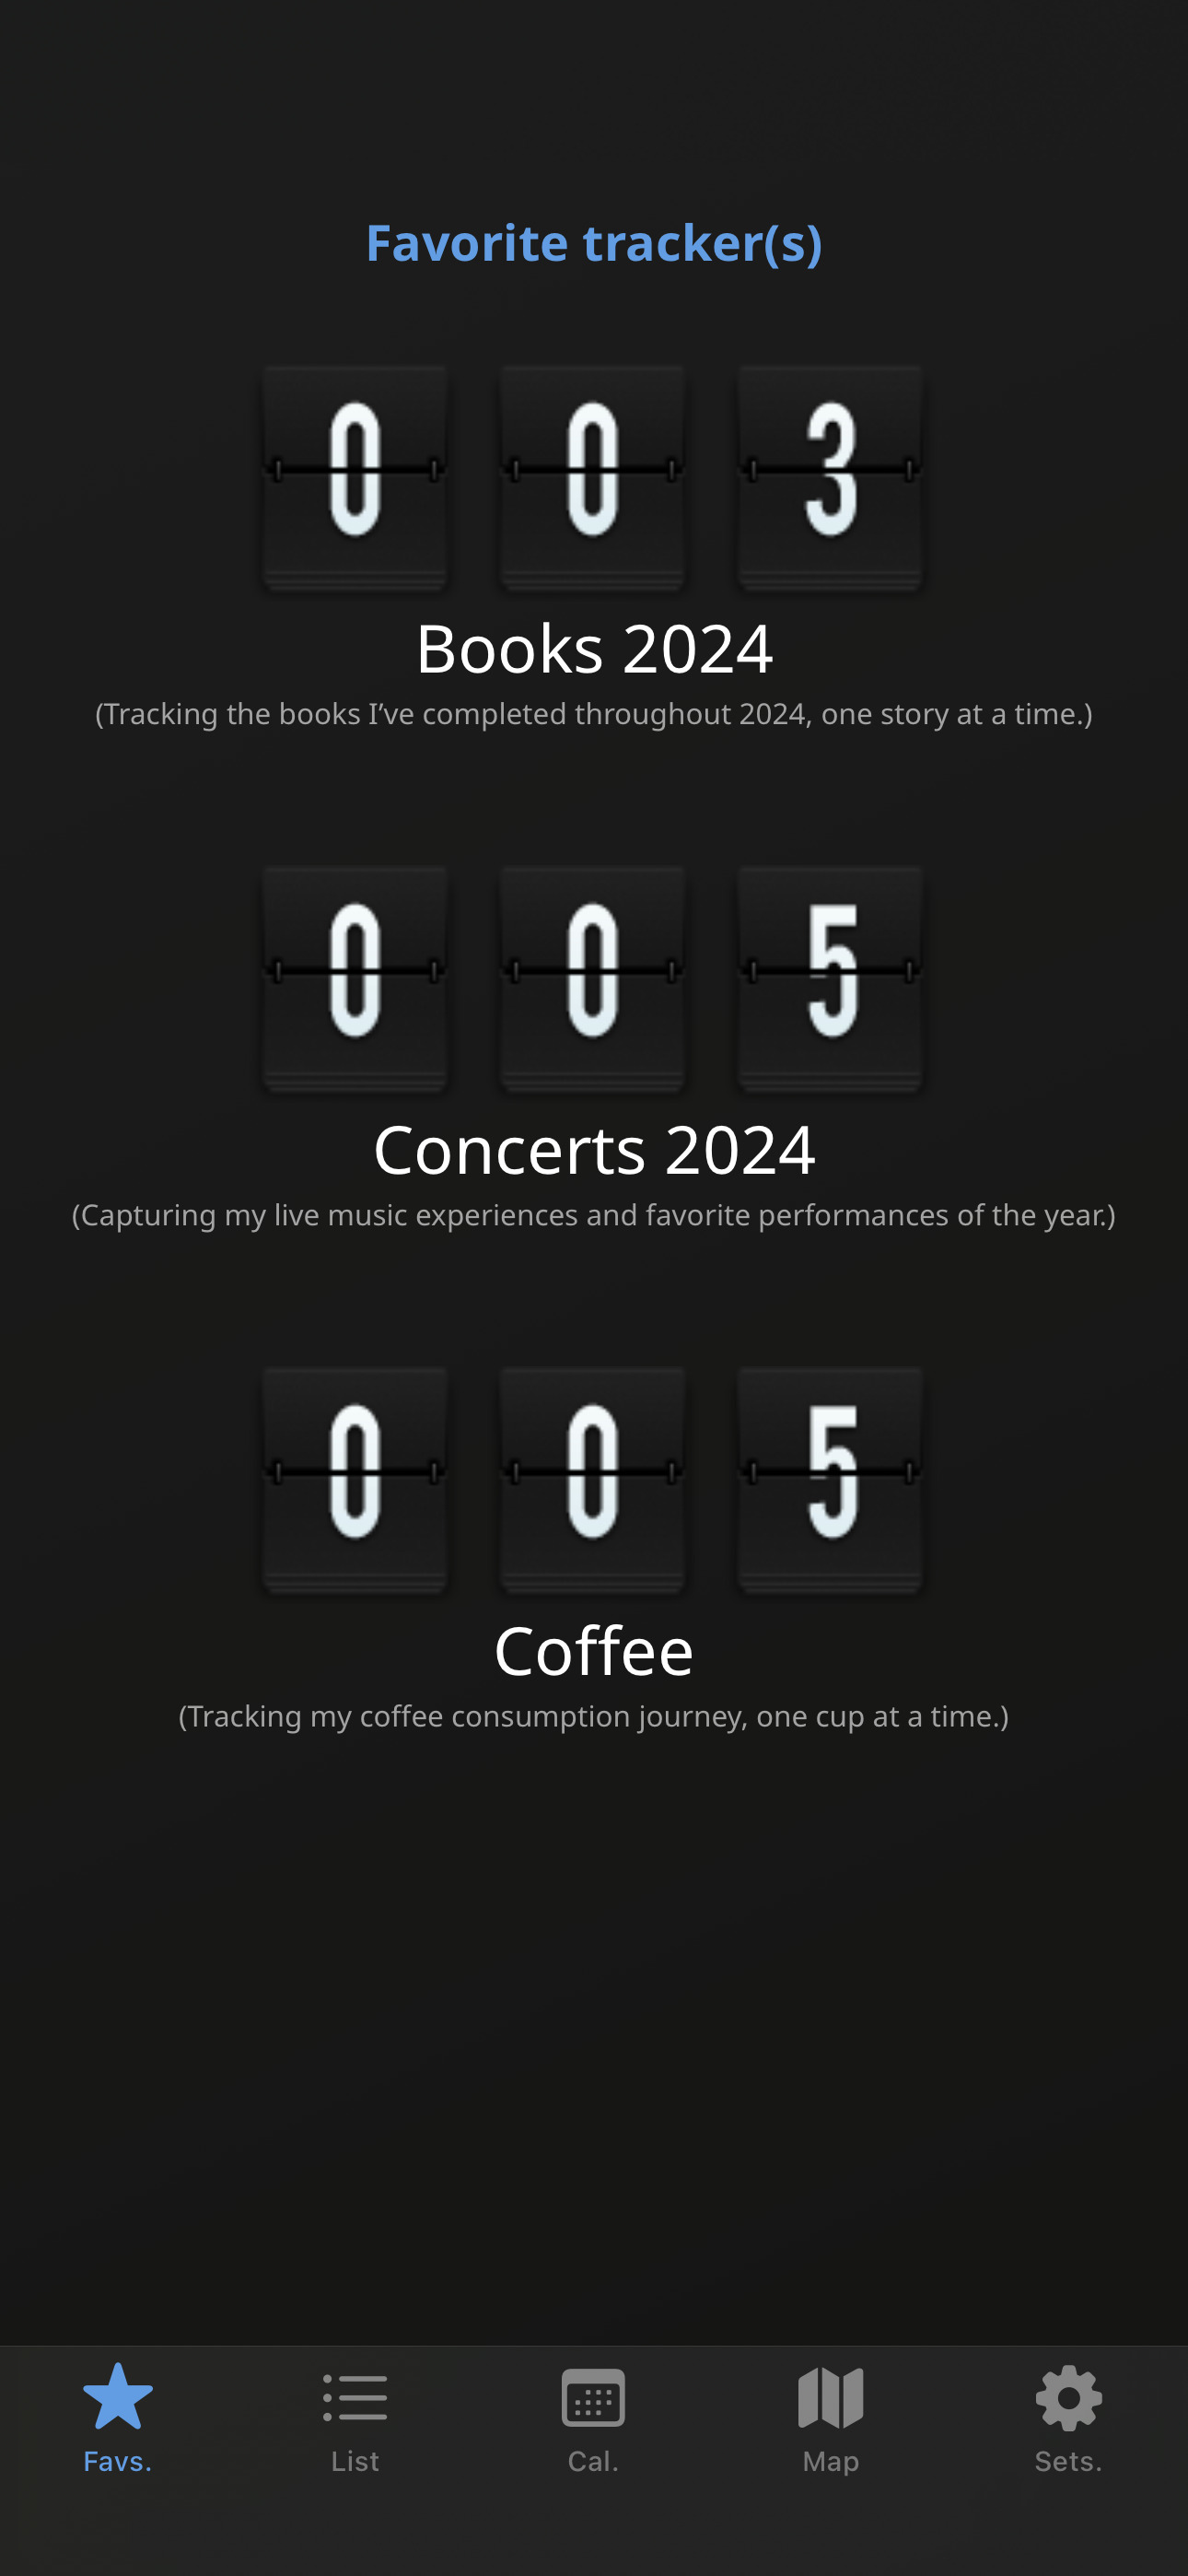 Favorite tracker(s)
0 0 3
Books 2024
(Tracking the books I’ve completed throughout 2024, one story at a time.)
0 0 5
Concerts 2024
(Capturing my live music experiences and favorite performances of the year.)
0 0 5
Coffee
(Tracking my coffee consumption journey, one cup at a time.)
Favs. List Cal. Map Sets.